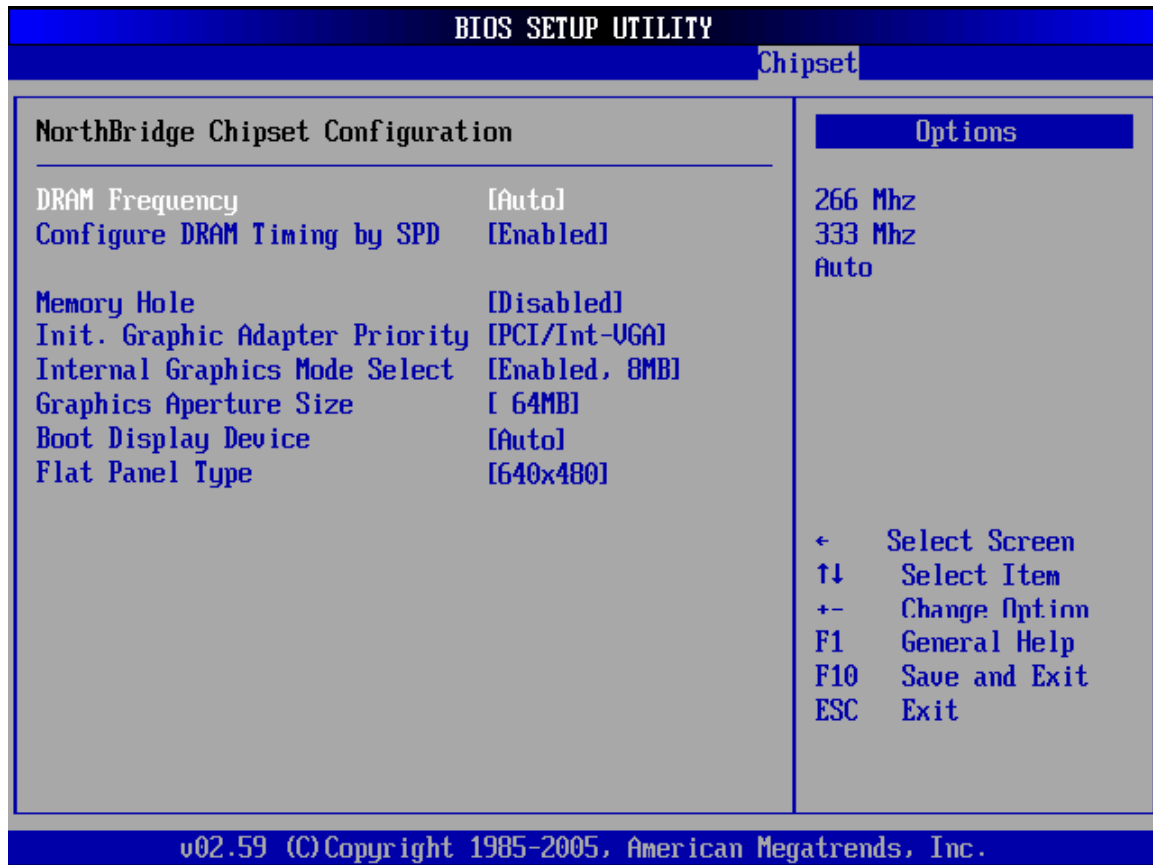 BIOS SETUP UTILITY
Chipset
NorthBridge Chipset Configuration
DRAM Frequency [Auto]
Configure DRAM Timing by SPD [Enabled]
Memory Hole [Disabled]
Init. Graphic Adapter Priority [PCI/Int-VGA]
Internal Graphics Mode Select [Enabled, 8MB]
Graphics Aperture Size [ 64MB]
Boot Display Device [Auto]
Flat Panel Type [640x480]
Options
266 Mhz
333 Mhz
Auto
← Select Screen
↑↓ Select Item
+- Change Option
F1 General Help
F10 Save and Exit
ESC Exit
v02.59 (C)Copyright 1985-2005, American Megatrends, Inc.